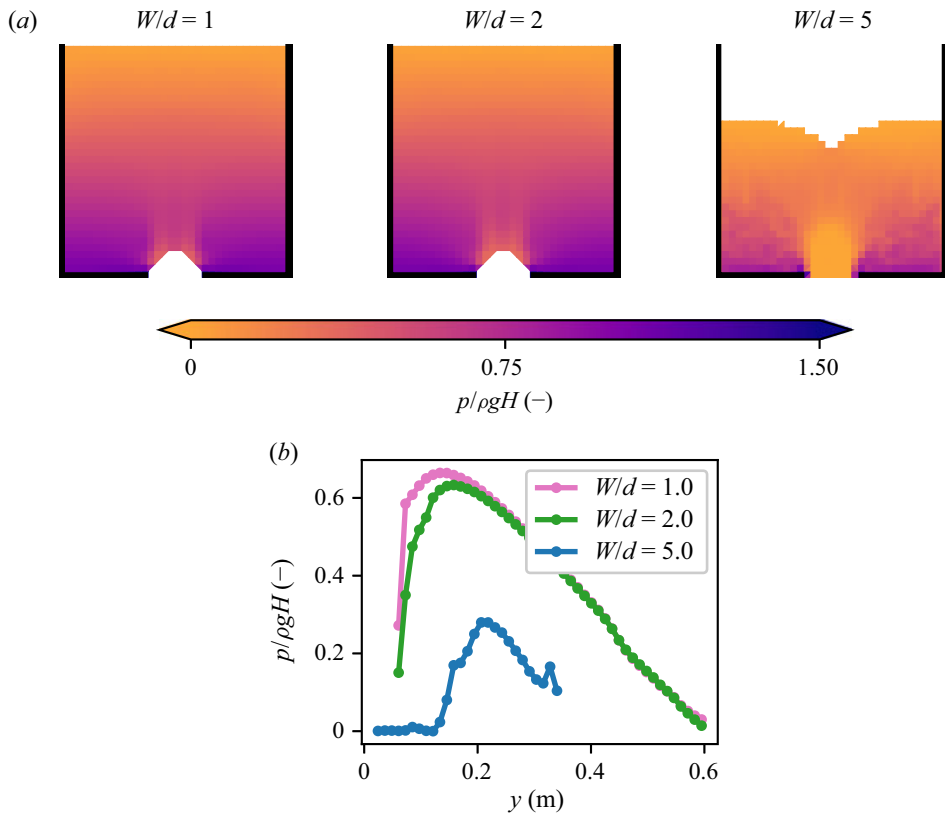 (a)
W/d = 1
W/d = 2
W/d = 5
0
0.75
1.50
p/ρgH (−)
(b)
W/d = 1.0
W/d = 2.0
W/d = 5.0
0.6
0.4
0.2
0
p/ρgH (−)
0
0.2
0.4
0.6
y (m)